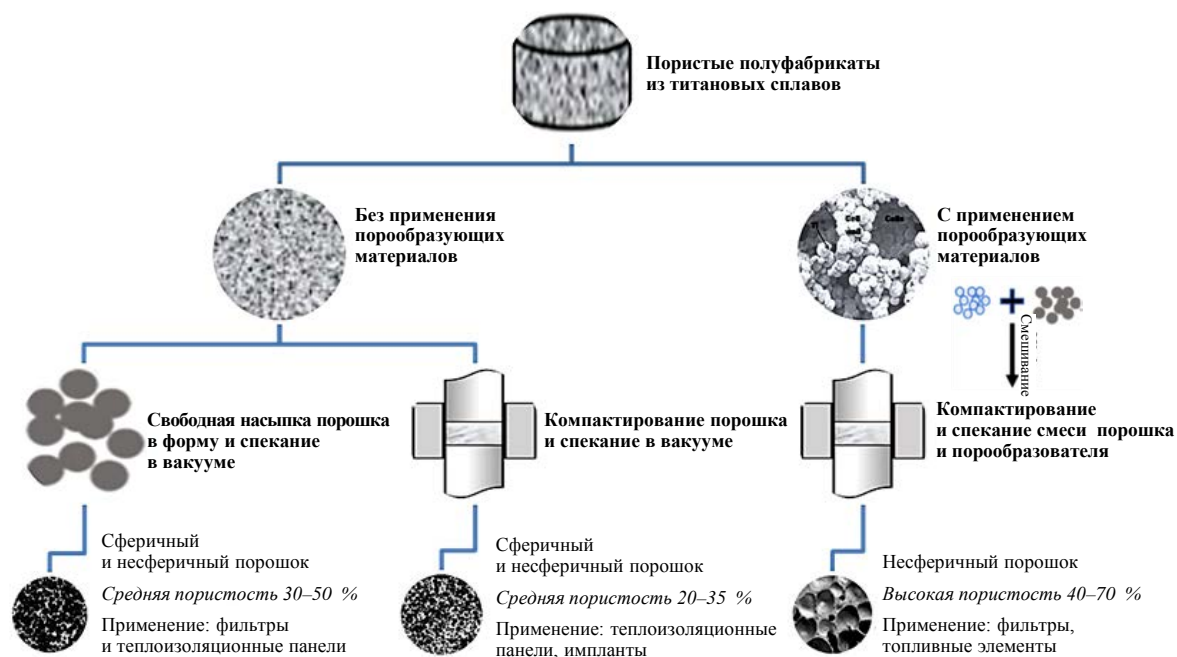 Пористые полуфабрикаты
из титановых сплавов
Без применения
порообразующих
материалов
С применением
порообразующих
материалов
Смешивание
Свободная насыпка порошка
в форму и спекание
в вакууме
Компактирование порошка
и спекание в вакууме
Компактирование
и спекание смеси порошка
и порообразователя
Сферичный
и несферичный порошок
Средняя пористость 30–50 %
Применение: фильтры
и теплоизоляционные панели
Сферичный
и несферичный порошок
Средняя пористость 20–35 %
Применение: теплоизоляционные
панели, импланты
Несферичный порошок
Высокая пористость 40–70 %
Применение: фильтры,
топливные элементы